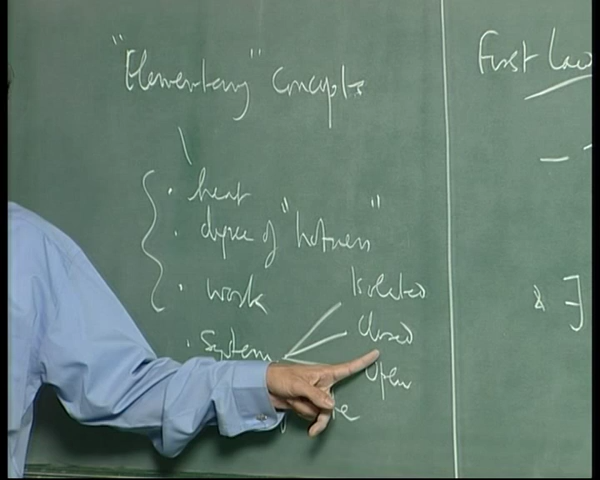 "Elementary" Concepts
· heat
· degree of "hotness"
· work
· System
Isolated
Closed
Open
First Law